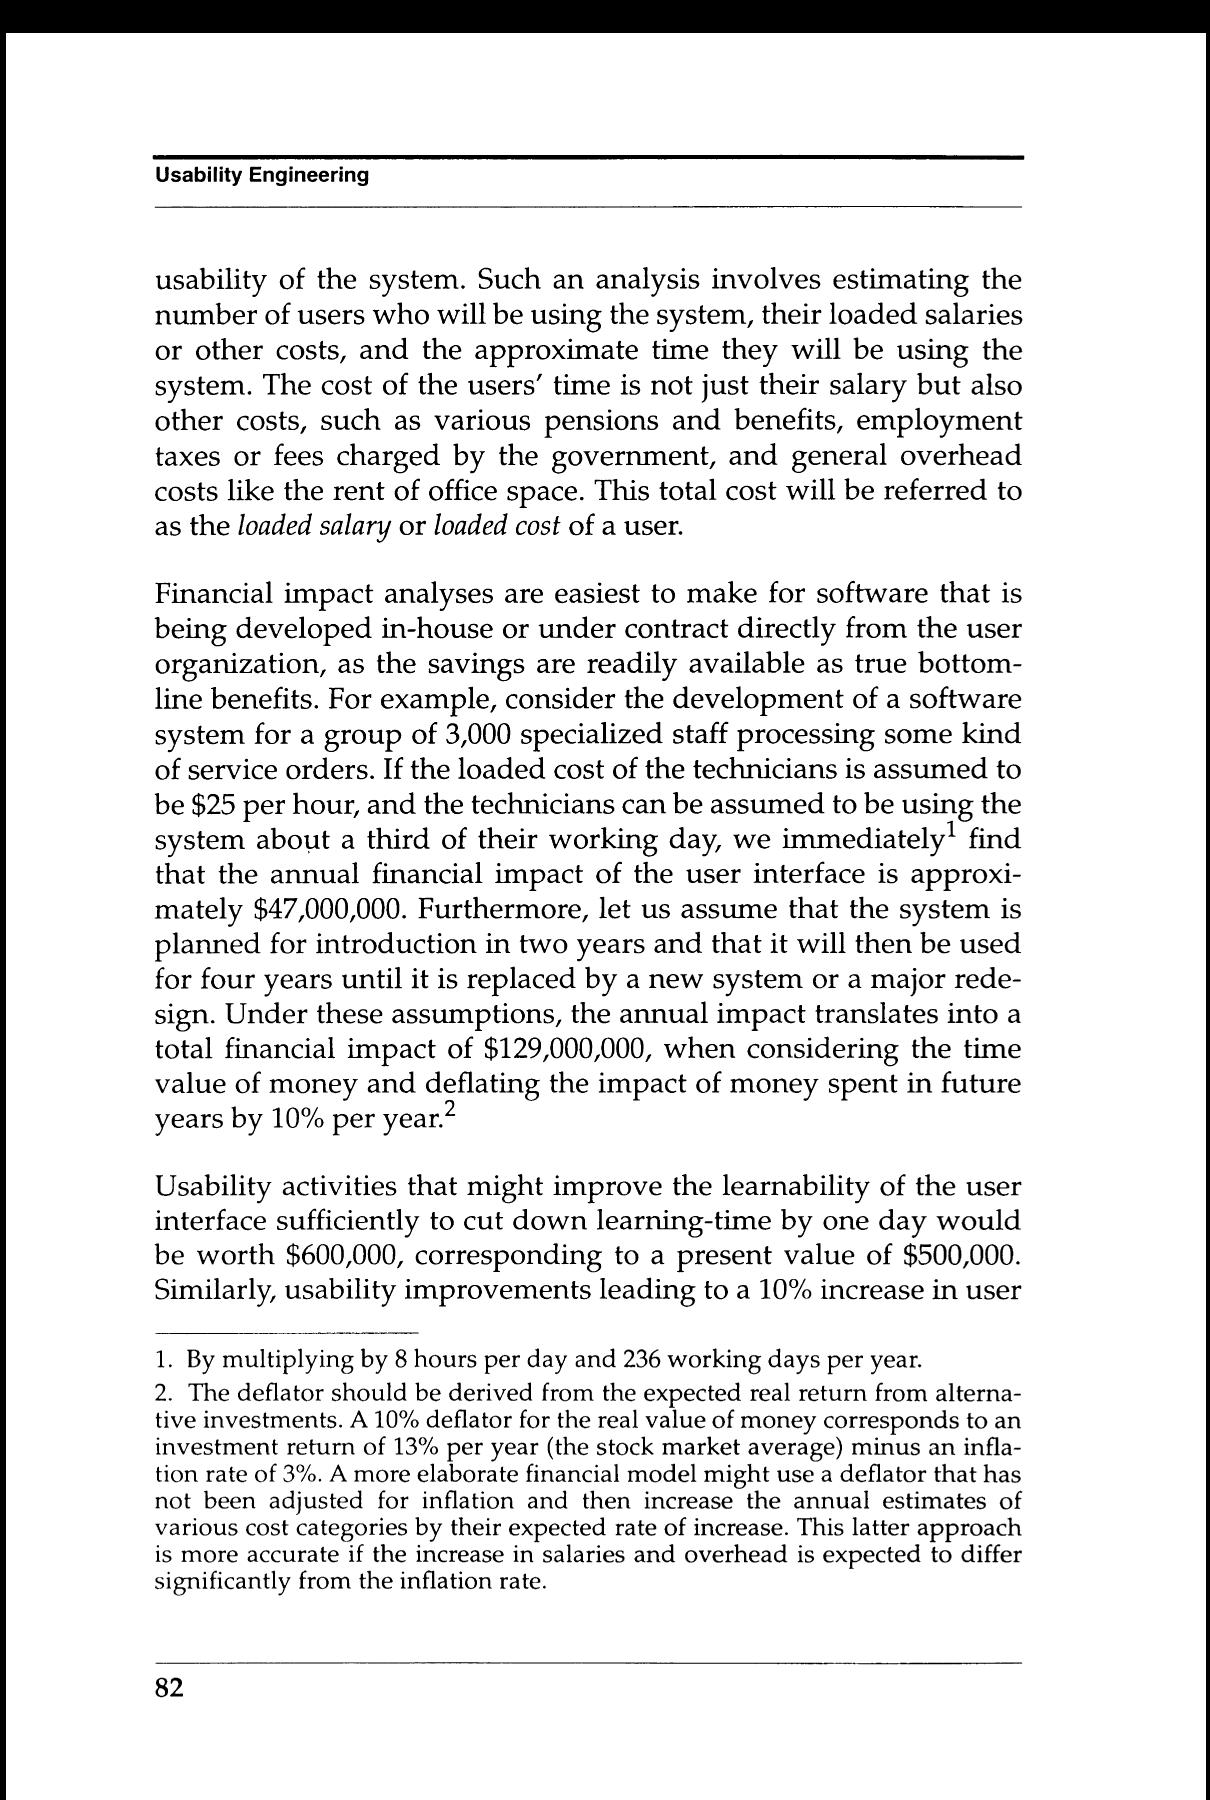 Usability Engineering
usability of the system. Such an analysis involves estimating the
number of users who will be using the system, their loaded salaries
or other costs, and the approximate time they will be using the
system. The cost of the users' time is not just their salary but also
other costs, such as various pensions and benefits, employment
taxes or fees charged by the government, and general overhead
costs like the rent of office space. This total cost will be referred to
as the loaded salary or loaded cost of a user.
Financial impact analyses are easiest to make for software that is
being developed in-house or under contract directly from the user
organization, as the savings are readily available as true bottom-
line benefits. For example, consider the development of a software
system for a group of 3,000 specialized staff processing some kind
of service orders. If the loaded cost of the technicians is assumed to
be $25 per hour, and the technicians can be assumed to be using the
system about a third of their working day, we immediately1 find
that the annual financial impact of the user interface is approxi-
mately $47,000,000. Furthermore, let us assume that the system is
planned for introduction in two years and that it will then be used
for four years until it is replaced by a new system or a major rede-
sign. Under these assumptions, the annual impact translates into a
total financial impact of $129,000,000, when considering the time
value of money and deflating the impact of money spent in future
years by 10% per year.2
Usability activities that might improve the learnability of the user
interface sufficiently to cut down learning-time by one day would
be worth $600,000, corresponding to a present value of $500,000.
Similarly, usability improvements leading to a 10% increase in user
1. By multiplying by 8 hours per day and 236 working days per year.
2. The deflator should be derived from the expected real return from alterna-
tive investments. A 10% deflator for the real value of money corresponds to an
investment return of 13% per year (the stock market average) minus an infla-
tion rate of 3%. A more elaborate financial model might use a deflator that has
not been adjusted for inflation and then increase the annual estimates of
various cost categories by their expected rate of increase. This latter approach
is more accurate if the increase in salaries and overhead is expected to differ
significantly from the inflation rate.
82